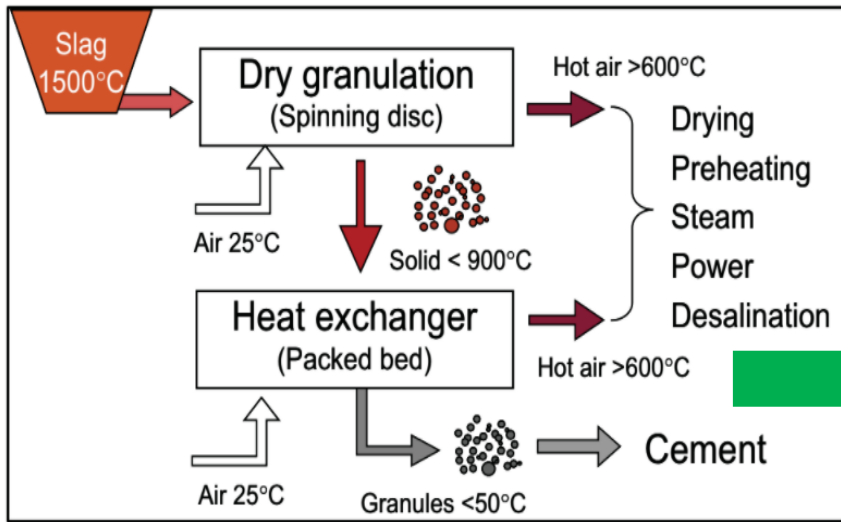 Slag
1500°C
Dry granulation
(Spinning disc)
Hot air >600°C
Air 25°C
Solid < 900°C
Drying
Preheating
Steam
Power
Desalination
Heat exchanger
(Packed bed)
Hot air >600°C
Air 25°C
Granules <50°C
Cement